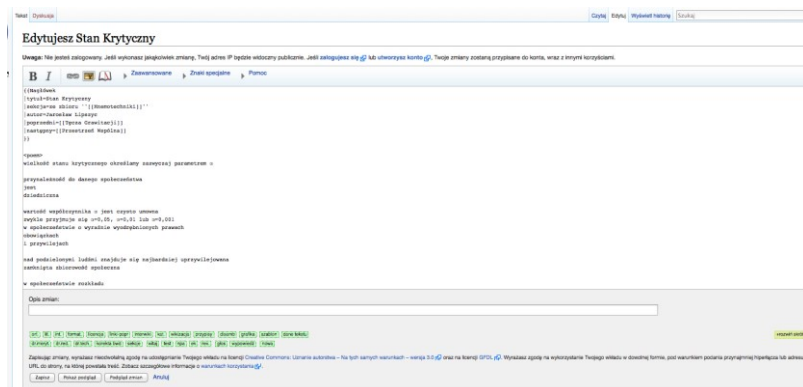 Tekst Dyskusja Czytaj Edytuj Wyświetl historię Szukaj
Edytujesz Stan Krytyczny
Uwaga: Nie jesteś zalogowany. Jeśli wykonasz jakąkolwiek zmianę, Twój adres IP będzie widoczny publicznie. Jeśli zalogujesz się lub utworzysz konto, Twoje zmiany zostaną przypisane do konta, wraz z innymi korzyściami.
B I Zaawansowane Znaki specjalne Pomoc
{{Nagłówek
|tytuł=Stan Krytyczny
|sekcja=ze zbioru ''[[Nomotechniki]]''
|autor=Jarosław Lipszyc
|poprzedni=[[Tęcza Grawitacji]]
|następny=[[Przestrzeń Wspólna]]
}}
<poem>
wielkość stanu krytycznego określamy zazwyczaj parametrem α
przynależność do danego społeczeństwa
jest
dziedziczna
wartość współczynnika α jest czysto umowna
zwykle przyjmuje się α=0,05, α=0,01 lub α=0,001
w społeczeństwie o wyraźnie wyodrębnionych prawach
obowiązkach
i przywilejach
nad podzielonymi ludźmi znajduje się najbardziej uprzywilejowana
zamknięta zbiorowość społeczna
w społeczeństwie rozkładu
Opis zmian:
Zapisując zmiany, wyrażasz nieodwołalną zgodę na udostępnianie Twojego wkładu na licencji Creative Commons: Uznanie autorstwa – Na tych samych warunkach – wersja 3.0 oraz na licencji GFDL. Wyrażasz zgodę na wykorzystanie Twojego wkładu w dowolnej formie, pod warunkiem podania przynajmniej hiperłącza lub adresu
URL do strony, na której powstała treść. Zobacz szczegółowe informacje o warunkach korzystania.
Zapisz Pokaż podgląd Podgląd zmian Anuluj